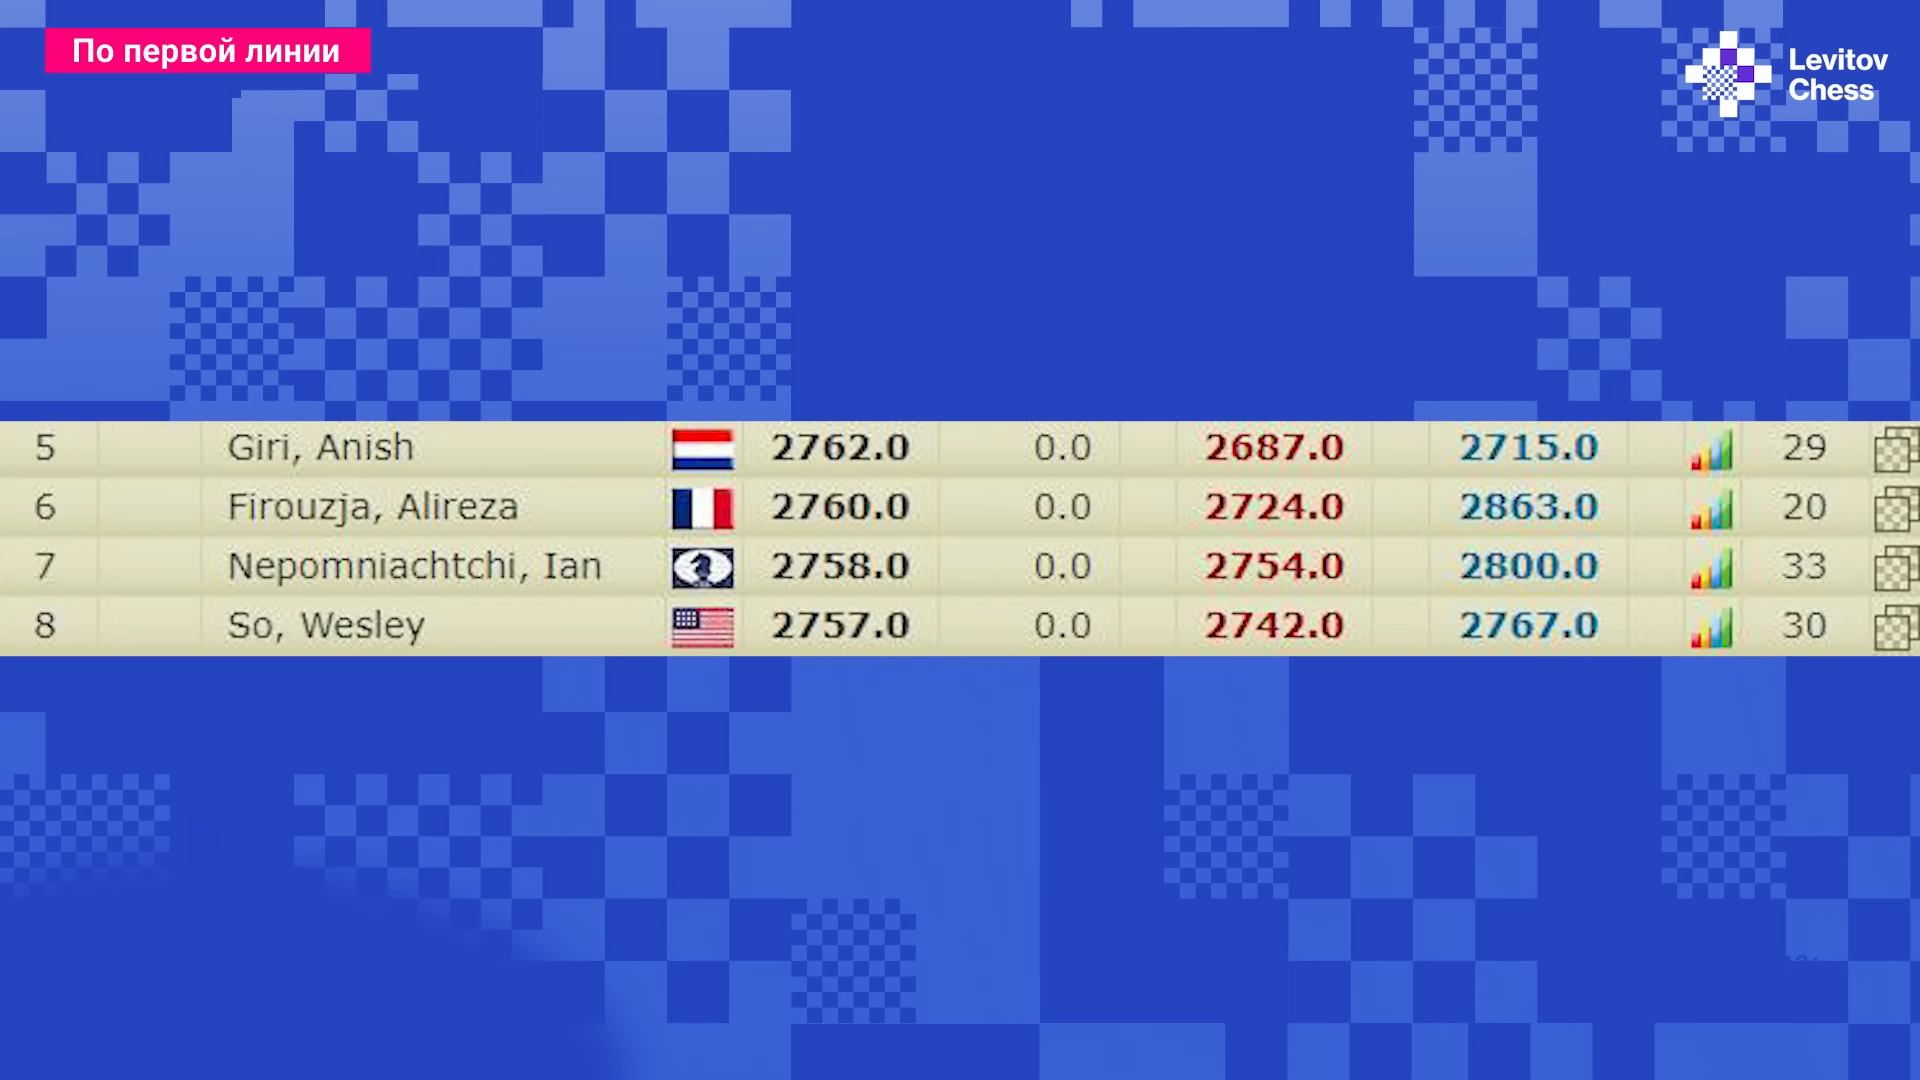 По первой линии
Levitov
Chess
5 Giri, Anish 2762.0 0.0 2687.0 2715.0 29
6 Firouzja, Alireza 2760.0 0.0 2724.0 2863.0 20
7 Nepomniachtchi, Ian 2758.0 0.0 2754.0 2800.0 33
8 So, Wesley 2757.0 0.0 2742.0 2767.0 30